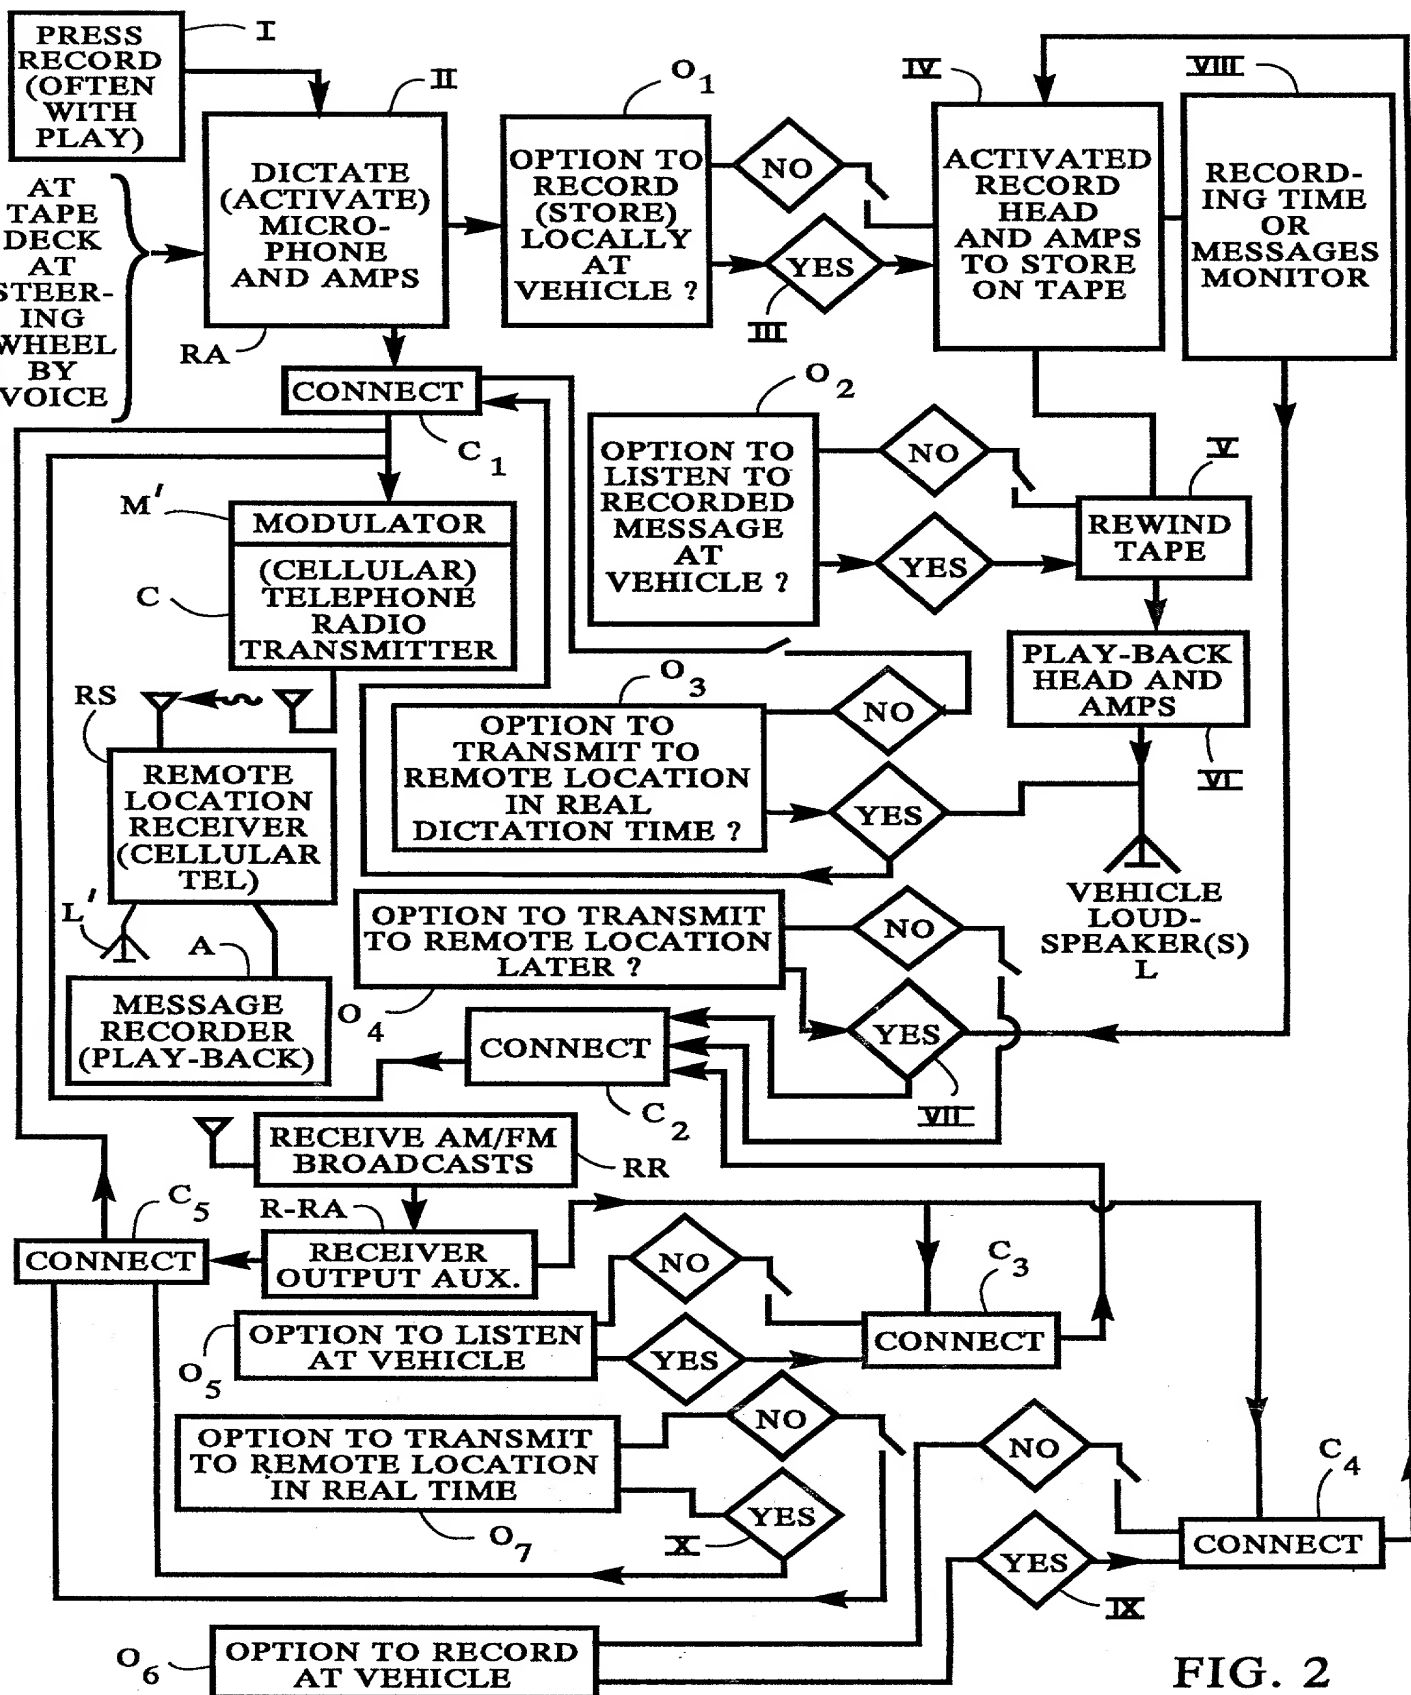 I
PRESS
RECORD
(OFTEN
WITH
PLAY)
II
DICTATE
(ACTIVATE)
MICRO-
PHONE
AND AMPS
RA
AT
TAPE
DECK
AT
STEER-
ING
WHEEL
BY
VOICE
O1
OPTION TO
RECORD
(STORE)
LOCALLY
AT
VEHICLE ?
NO
YES
III
IV
ACTIVATED
RECORD
HEAD
AND AMPS
TO STORE
ON TAPE
VIII
RECORD-
ING TIME
OR
MESSAGES
MONITOR
CONNECT
C1
O2
OPTION TO
LISTEN TO
RECORDED
MESSAGE
AT
VEHICLE ?
NO
YES
V
REWIND
TAPE
M'
MODULATOR
C
(CELLULAR)
TELEPHONE
RADIO
TRANSMITTER
PLAY-BACK
HEAD AND
AMPS
VI
RS
REMOTE
LOCATION
RECEIVER
(CELLULAR
TEL)
O3
OPTION TO
TRANSMIT TO
REMOTE LOCATION
IN REAL
DICTATION TIME ?
NO
YES
VEHICLE
LOUD-
SPEAKER(S)
L
L'
A
MESSAGE
RECORDER
(PLAY-BACK)
OPTION TO TRANSMIT
TO REMOTE LOCATION
LATER ?
O4
NO
YES
VII
CONNECT
C2
RECEIVE AM/FM
BROADCASTS
RR
C5
CONNECT
R-RA
RECEIVER
OUTPUT AUX.
NO
YES
C3
CONNECT
OPTION TO LISTEN
AT VEHICLE
O5
OPTION TO TRANSMIT
TO REMOTE LOCATION
IN REAL TIME
O7
NO
YES
X
NO
YES
IX
C4
CONNECT
O6
OPTION TO RECORD
AT VEHICLE
FIG. 2